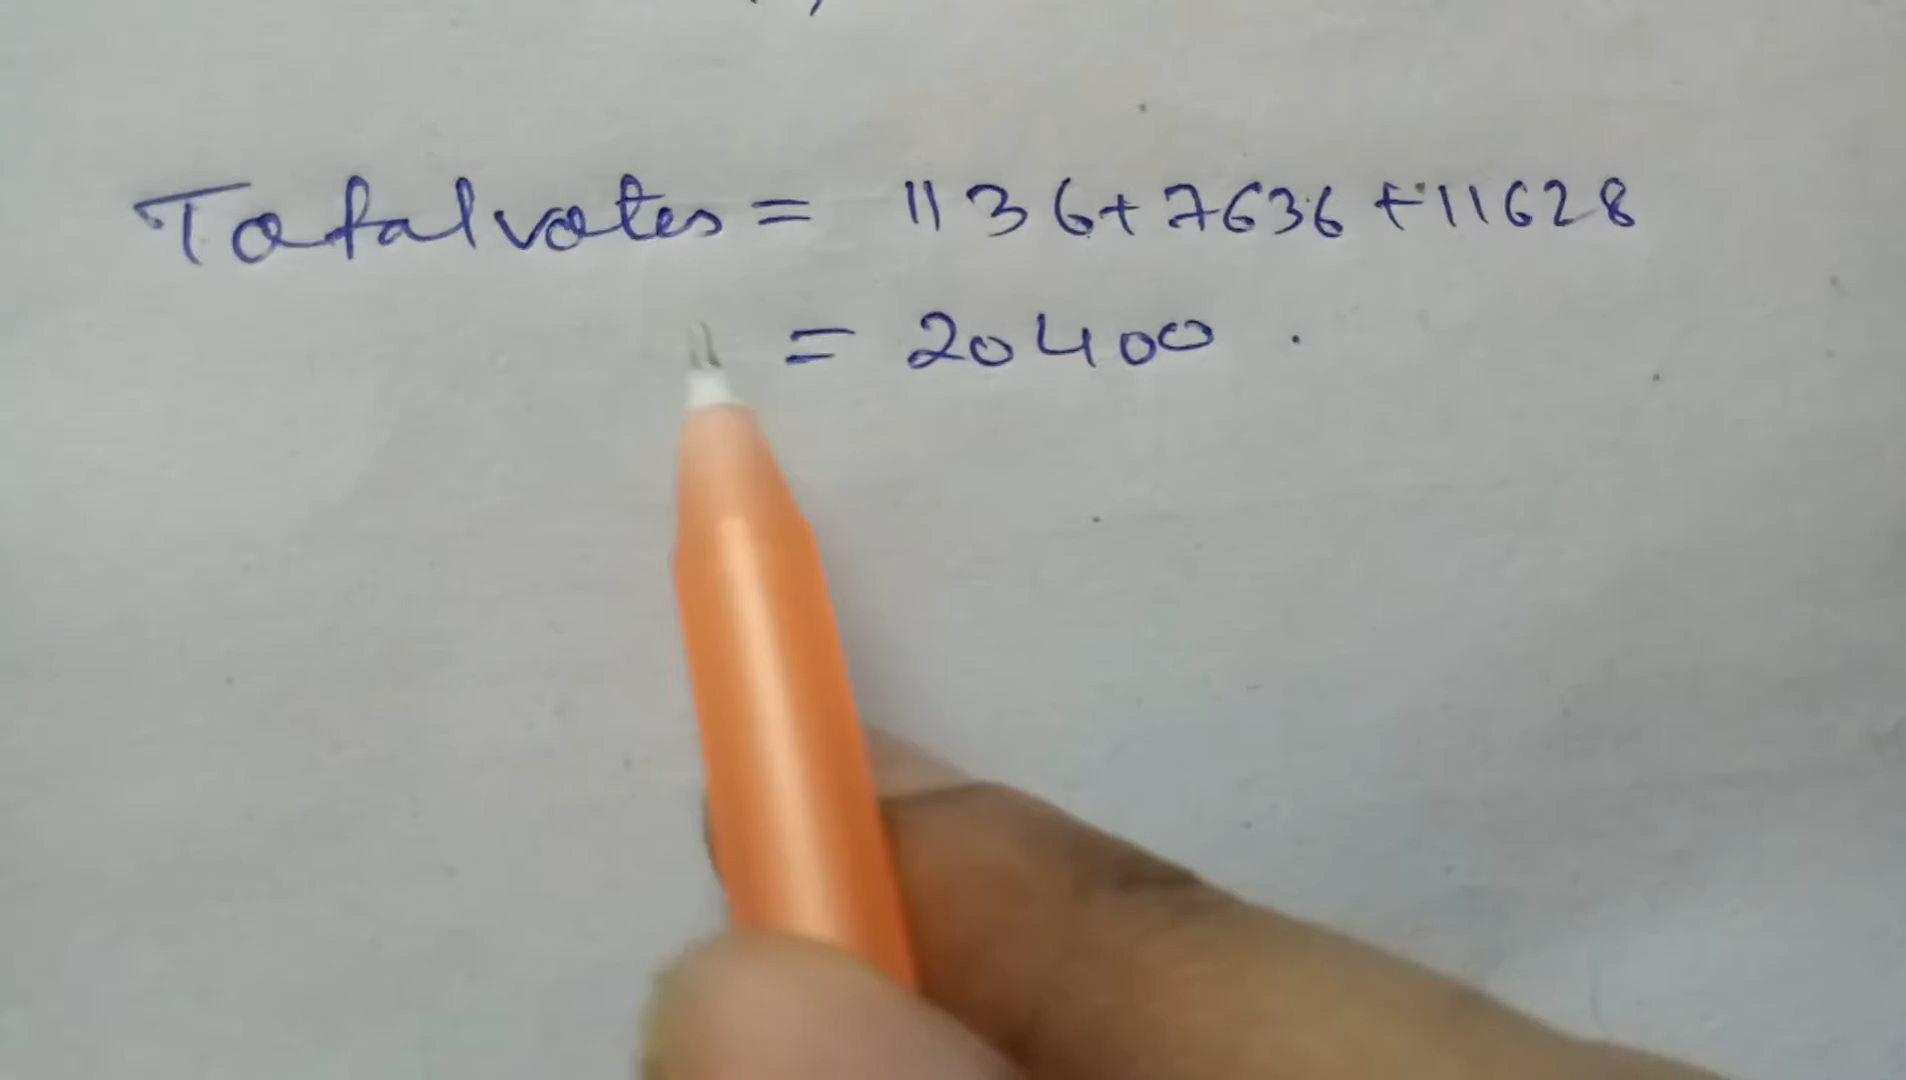 Total votes = 1136+7636+11628
= 20400.